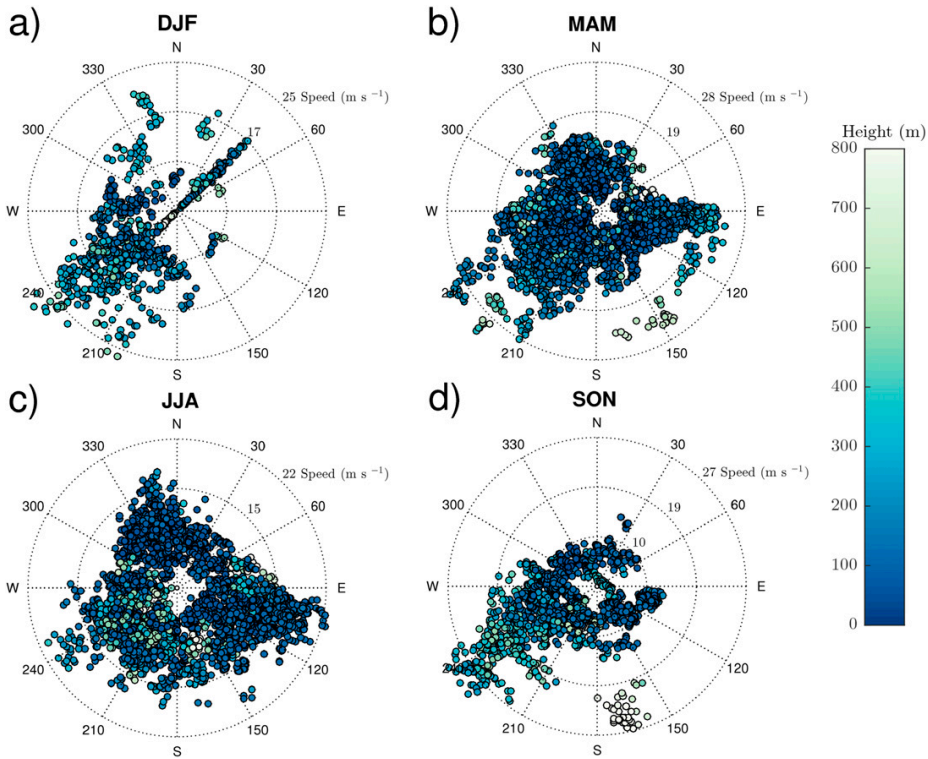 a)
DJF
N
30
60
E
120
150
S
210
240
W
300
330
25 Speed (m s ⁻¹)
17
b)
MAM
N
30
60
E
120
150
S
210
240
W
300
330
28 Speed (m s ⁻¹)
19
Height (m)
800
700
600
500
400
300
200
100
0
c)
JJA
N
30
60
E
120
150
S
210
240
W
300
330
22 Speed (m s ⁻¹)
15
d)
SON
N
30
60
E
120
150
S
210
240
W
300
330
27 Speed (m s ⁻¹)
19
10